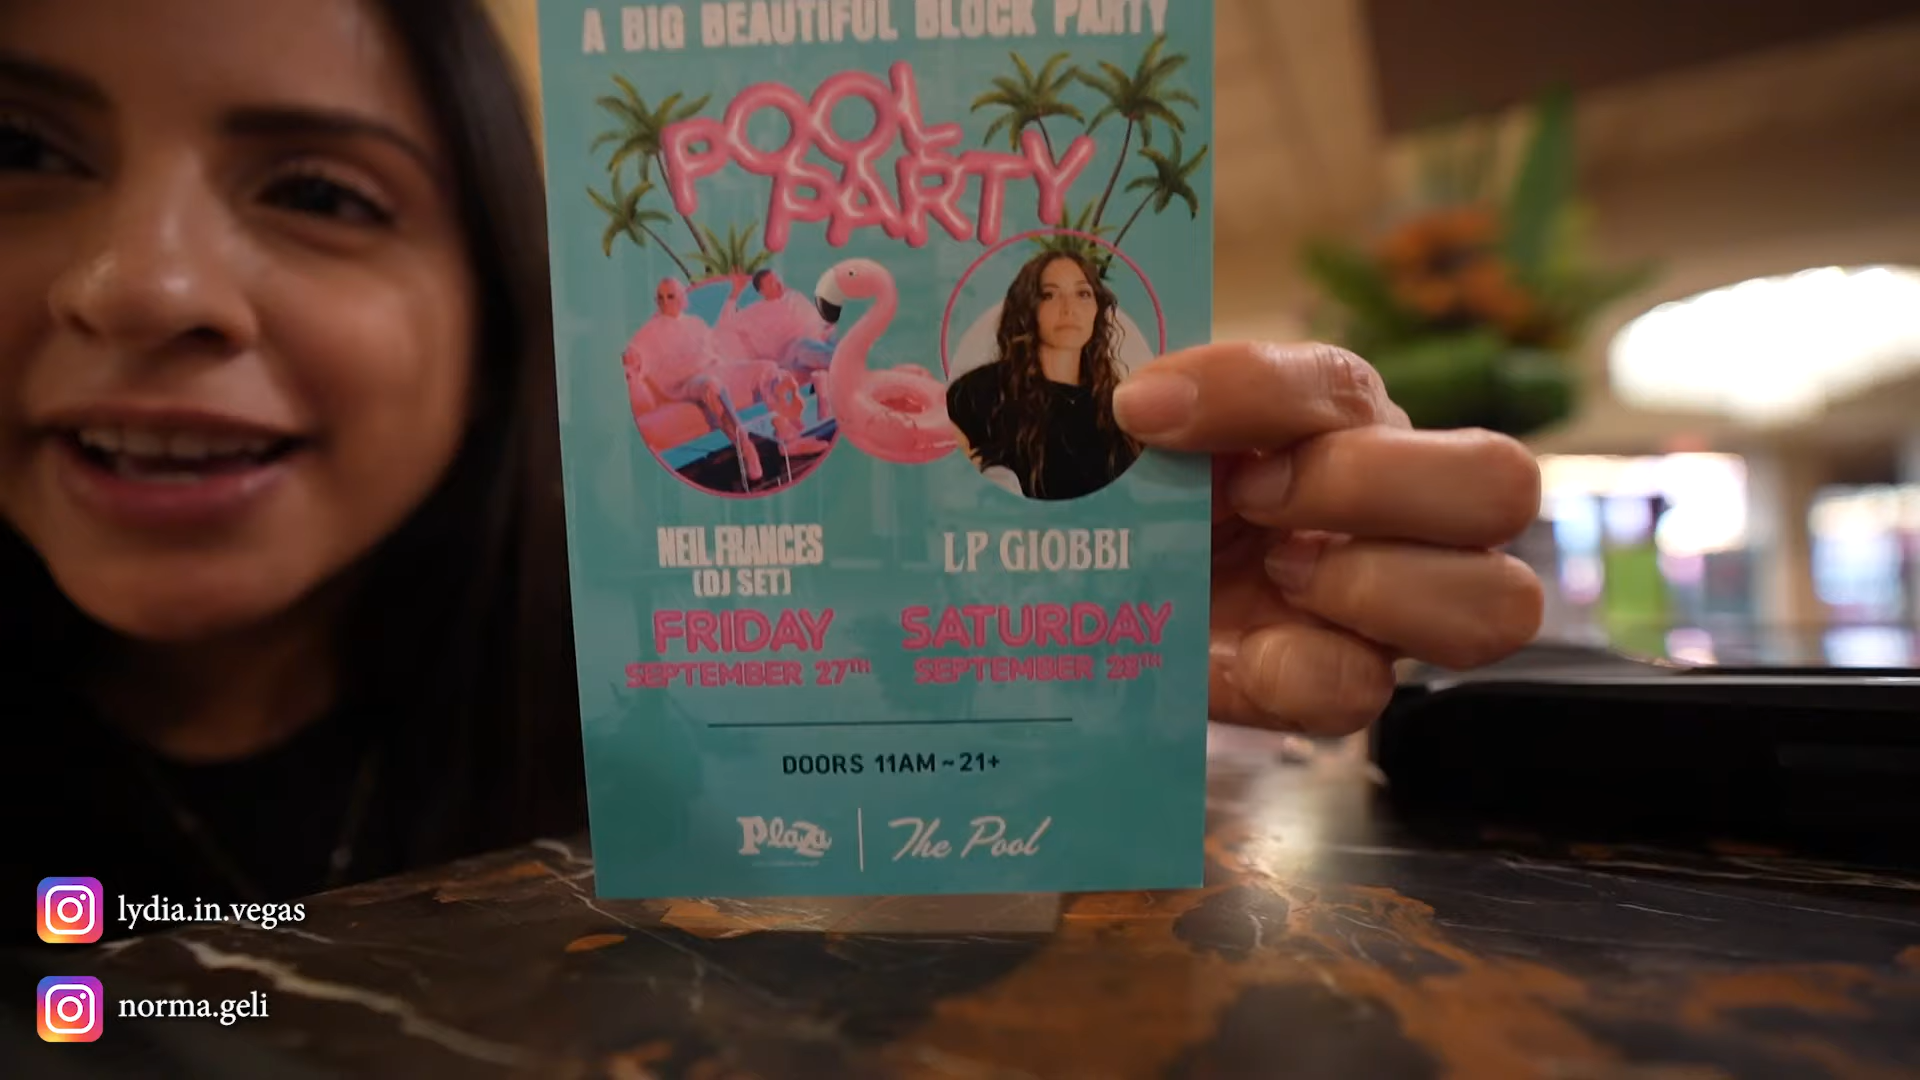 A BIG BEAUTIFUL BLOCK PARTY
POOL
PARTY
NEIL FRANCES
(DJ SET)
FRIDAY
SEPTEMBER 27TH
LP GIOBBI
SATURDAY
SEPTEMBER 28TH
DOORS 11AM ~ 21+
PlaZa
The Pool
lydia.in.vegas
norma.geli